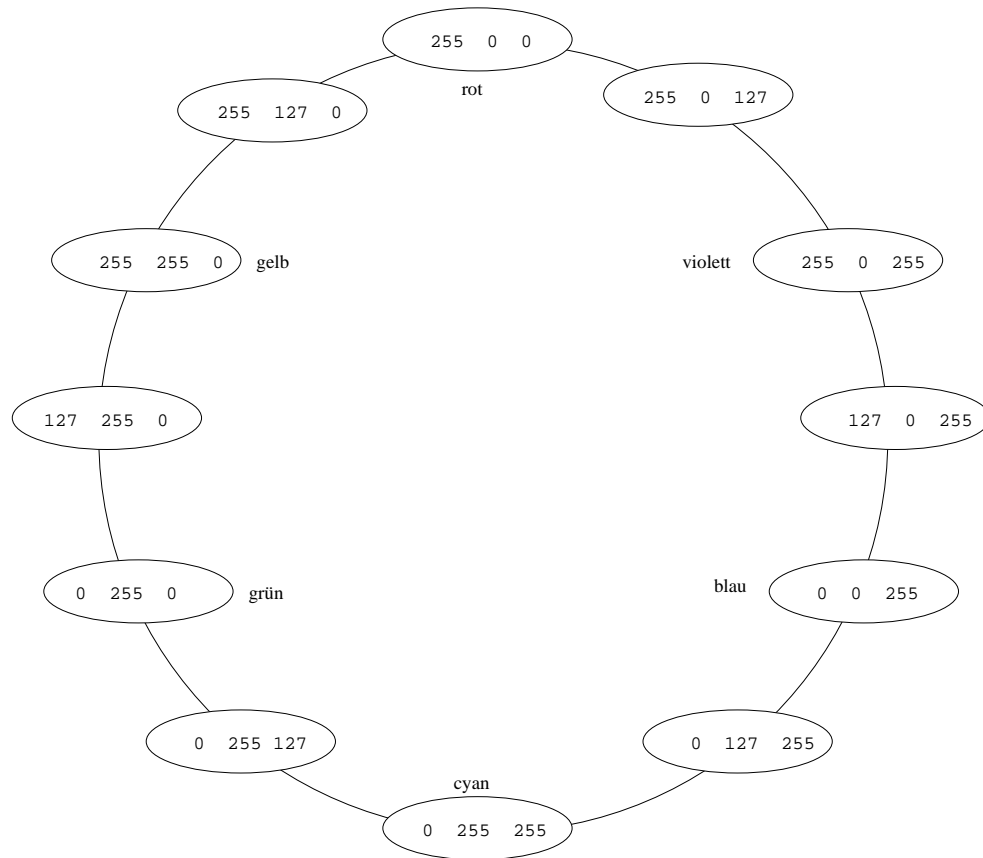 255 0 0
rot
255 127 0
255 0 127
255 255 0
gelb
violett
255 0 255
127 255 0
127 0 255
0 255 0
grün
blau
0 0 255
0 255 127
0 127 255
cyan
0 255 255